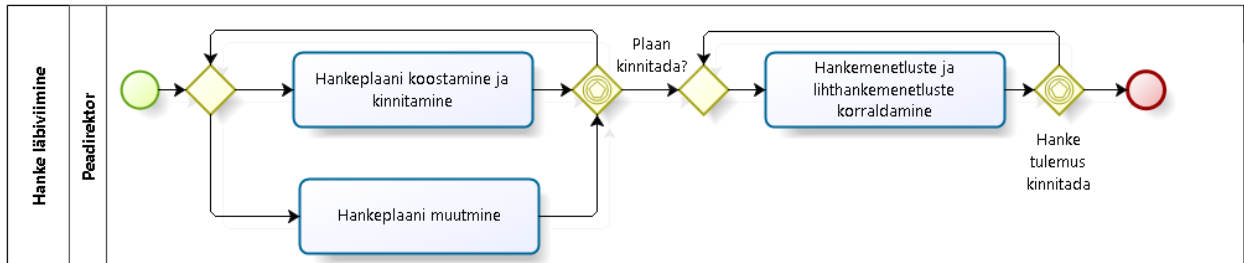 Hanke läbiviimine
Peadirektor
Hankeplaani koostamine ja
kinnitamine
Hankeplaani muutmine
Plaan
kinnitada?
Hankemenetluste ja
lihthankemenetluste
korraldamine
Hanke
tulemus
kinnitada